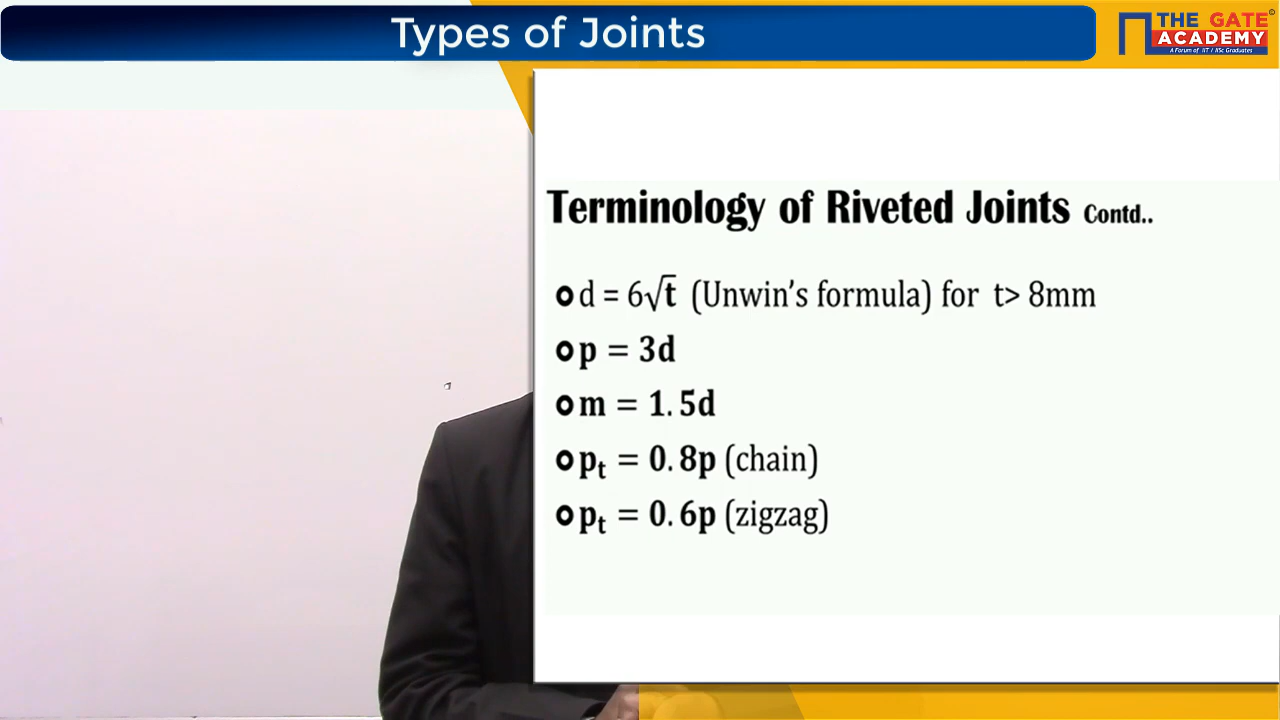 Types of Joints
THE GATE ACADEMY ©
A Forum of IIT / IISc Graduates
Terminology of Riveted Joints Contd..
d = 6√t (Unwin's formula) for t> 8mm
p = 3d
m = 1.5d
pₜ = 0.8p (chain)
pₜ = 0.6p (zigzag)